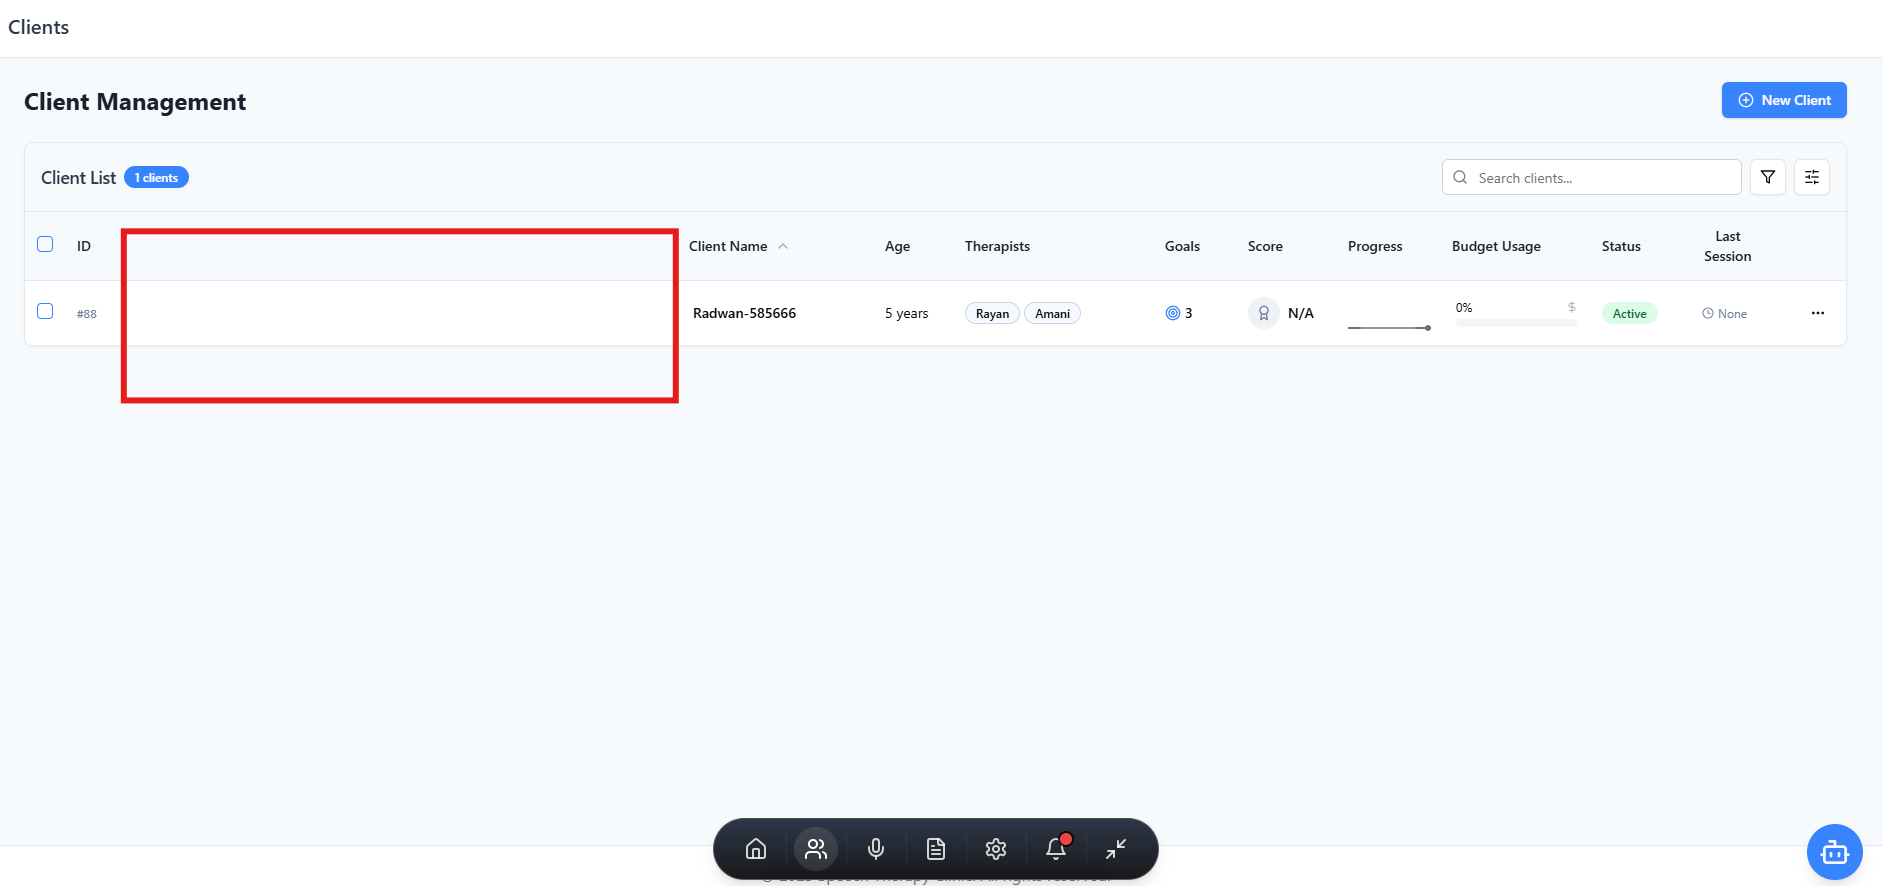 Clients
Client Management
New Client
Client List 1 clients
Search clients...
ID Client Name Age Therapists Goals Score Progress Budget Usage Status Last Session
#88 Radwan-585666 5 years Rayan Amani 3 N/A 0% $ Active None